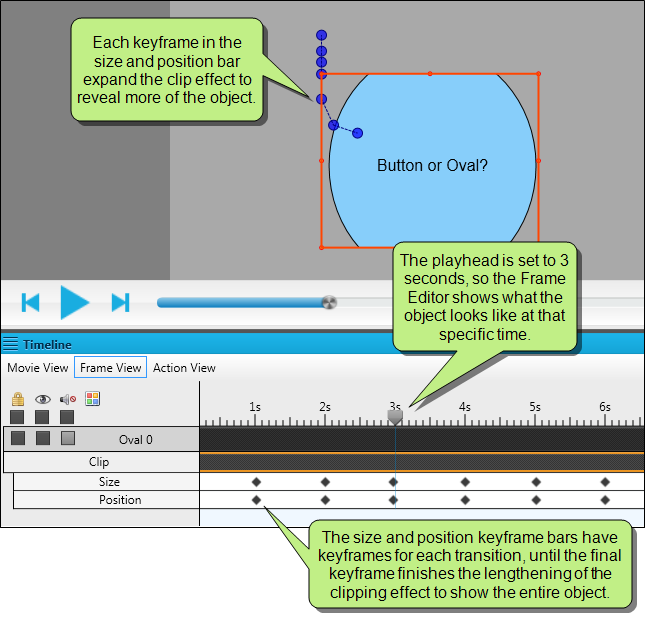 Each keyframe in the
size and position bar
expand the clip effect to
reveal more of the object.
Button or Oval?
The playhead is set to 3
seconds, so the Frame
Editor shows what the
object looks like at that
specific time.
Timeline
Movie View Frame View Action View
1s 2s 3s 4s 5s 6s
Oval 0
Clip
Size
Position
The size and position keyframe bars have
keyframes for each transition, until the final
keyframe finishes the lengthening of the
clipping effect to show the entire object.